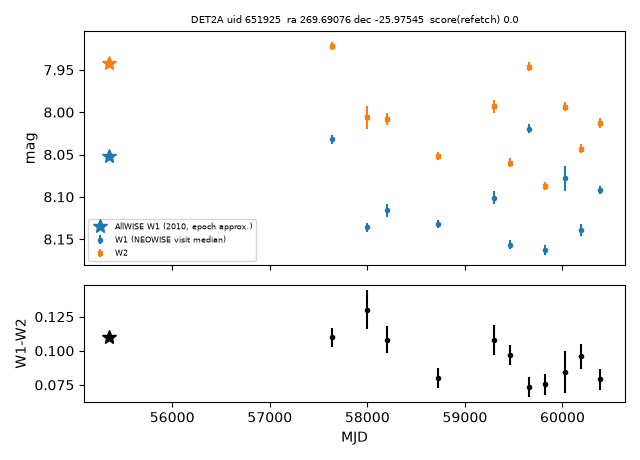 DET2A uid 651925  ra 269.69076 dec -25.97545  score(refetch) 0.0
7.95
8.00
8.05
8.10
8.15
mag
AllWISE W1 (2010, epoch approx.)
W1 (NEOWISE visit median)
W2
0.125
0.100
0.075
W1-W2
56000
57000
58000
59000
60000
MJD